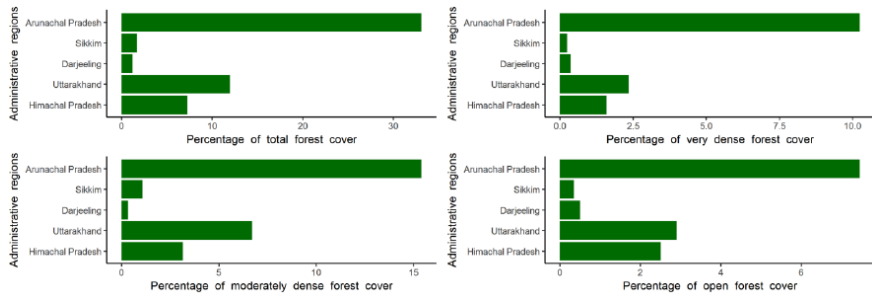 Administrative regions
Arunachal Pradesh
Sikkim
Darjeeling
Uttarakhand
Himachal Pradesh
0 10 20 30
Percentage of total forest cover
Administrative regions
Arunachal Pradesh
Sikkim
Darjeeling
Uttarakhand
Himachal Pradesh
0.0 2.5 5.0 7.5 10.0
Percentage of very dense forest cover
Administrative regions
Arunachal Pradesh
Sikkim
Darjeeling
Uttarakhand
Himachal Pradesh
0 5 10 15
Percentage of moderately dense forest cover
Administrative regions
Arunachal Pradesh
Sikkim
Darjeeling
Uttarakhand
Himachal Pradesh
0 2 4 6
Percentage of open forest cover